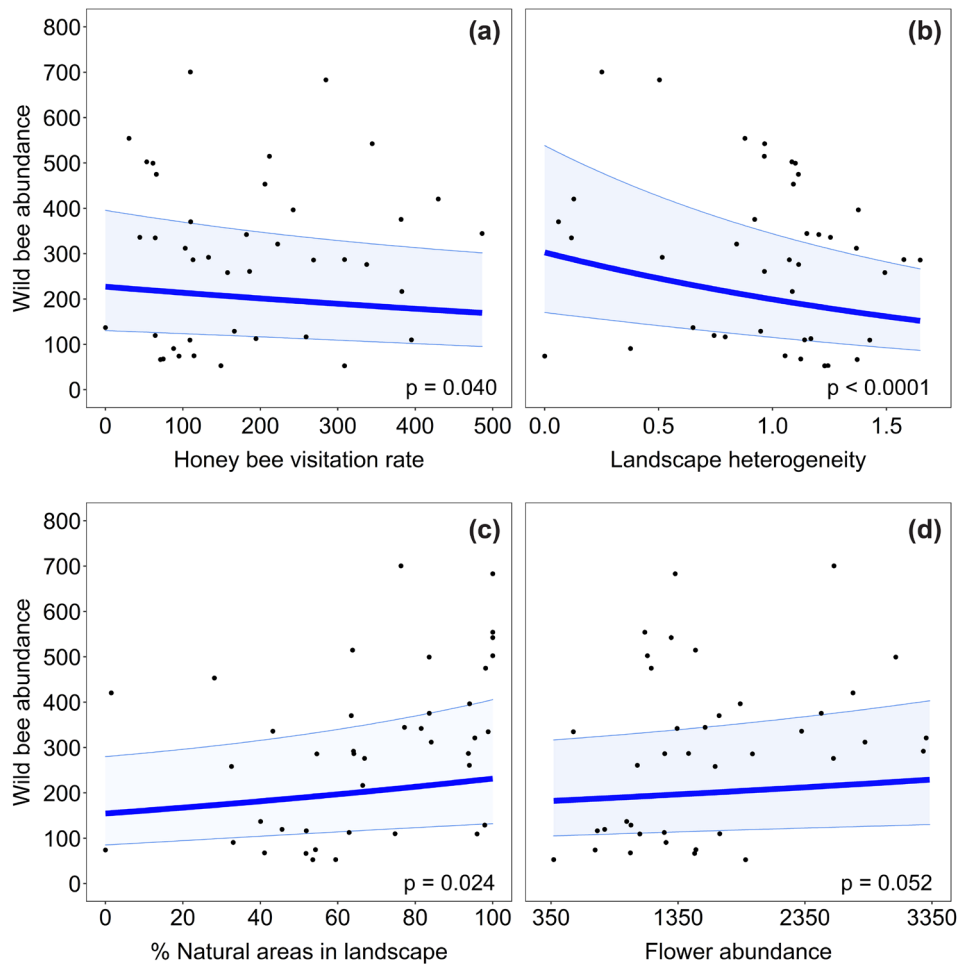 (a)
Wild bee abundance
800
700
600
500
400
300
200
100
0
p = 0.040
0 100 200 300 400 500
Honey bee visitation rate
(b)
p < 0.0001
0.0 0.5 1.0 1.5
Landscape heterogeneity
(c)
Wild bee abundance
800
700
600
500
400
300
200
100
0
p = 0.024
0 20 40 60 80 100
% Natural areas in landscape
(d)
p = 0.052
350 1350 2350 3350
Flower abundance